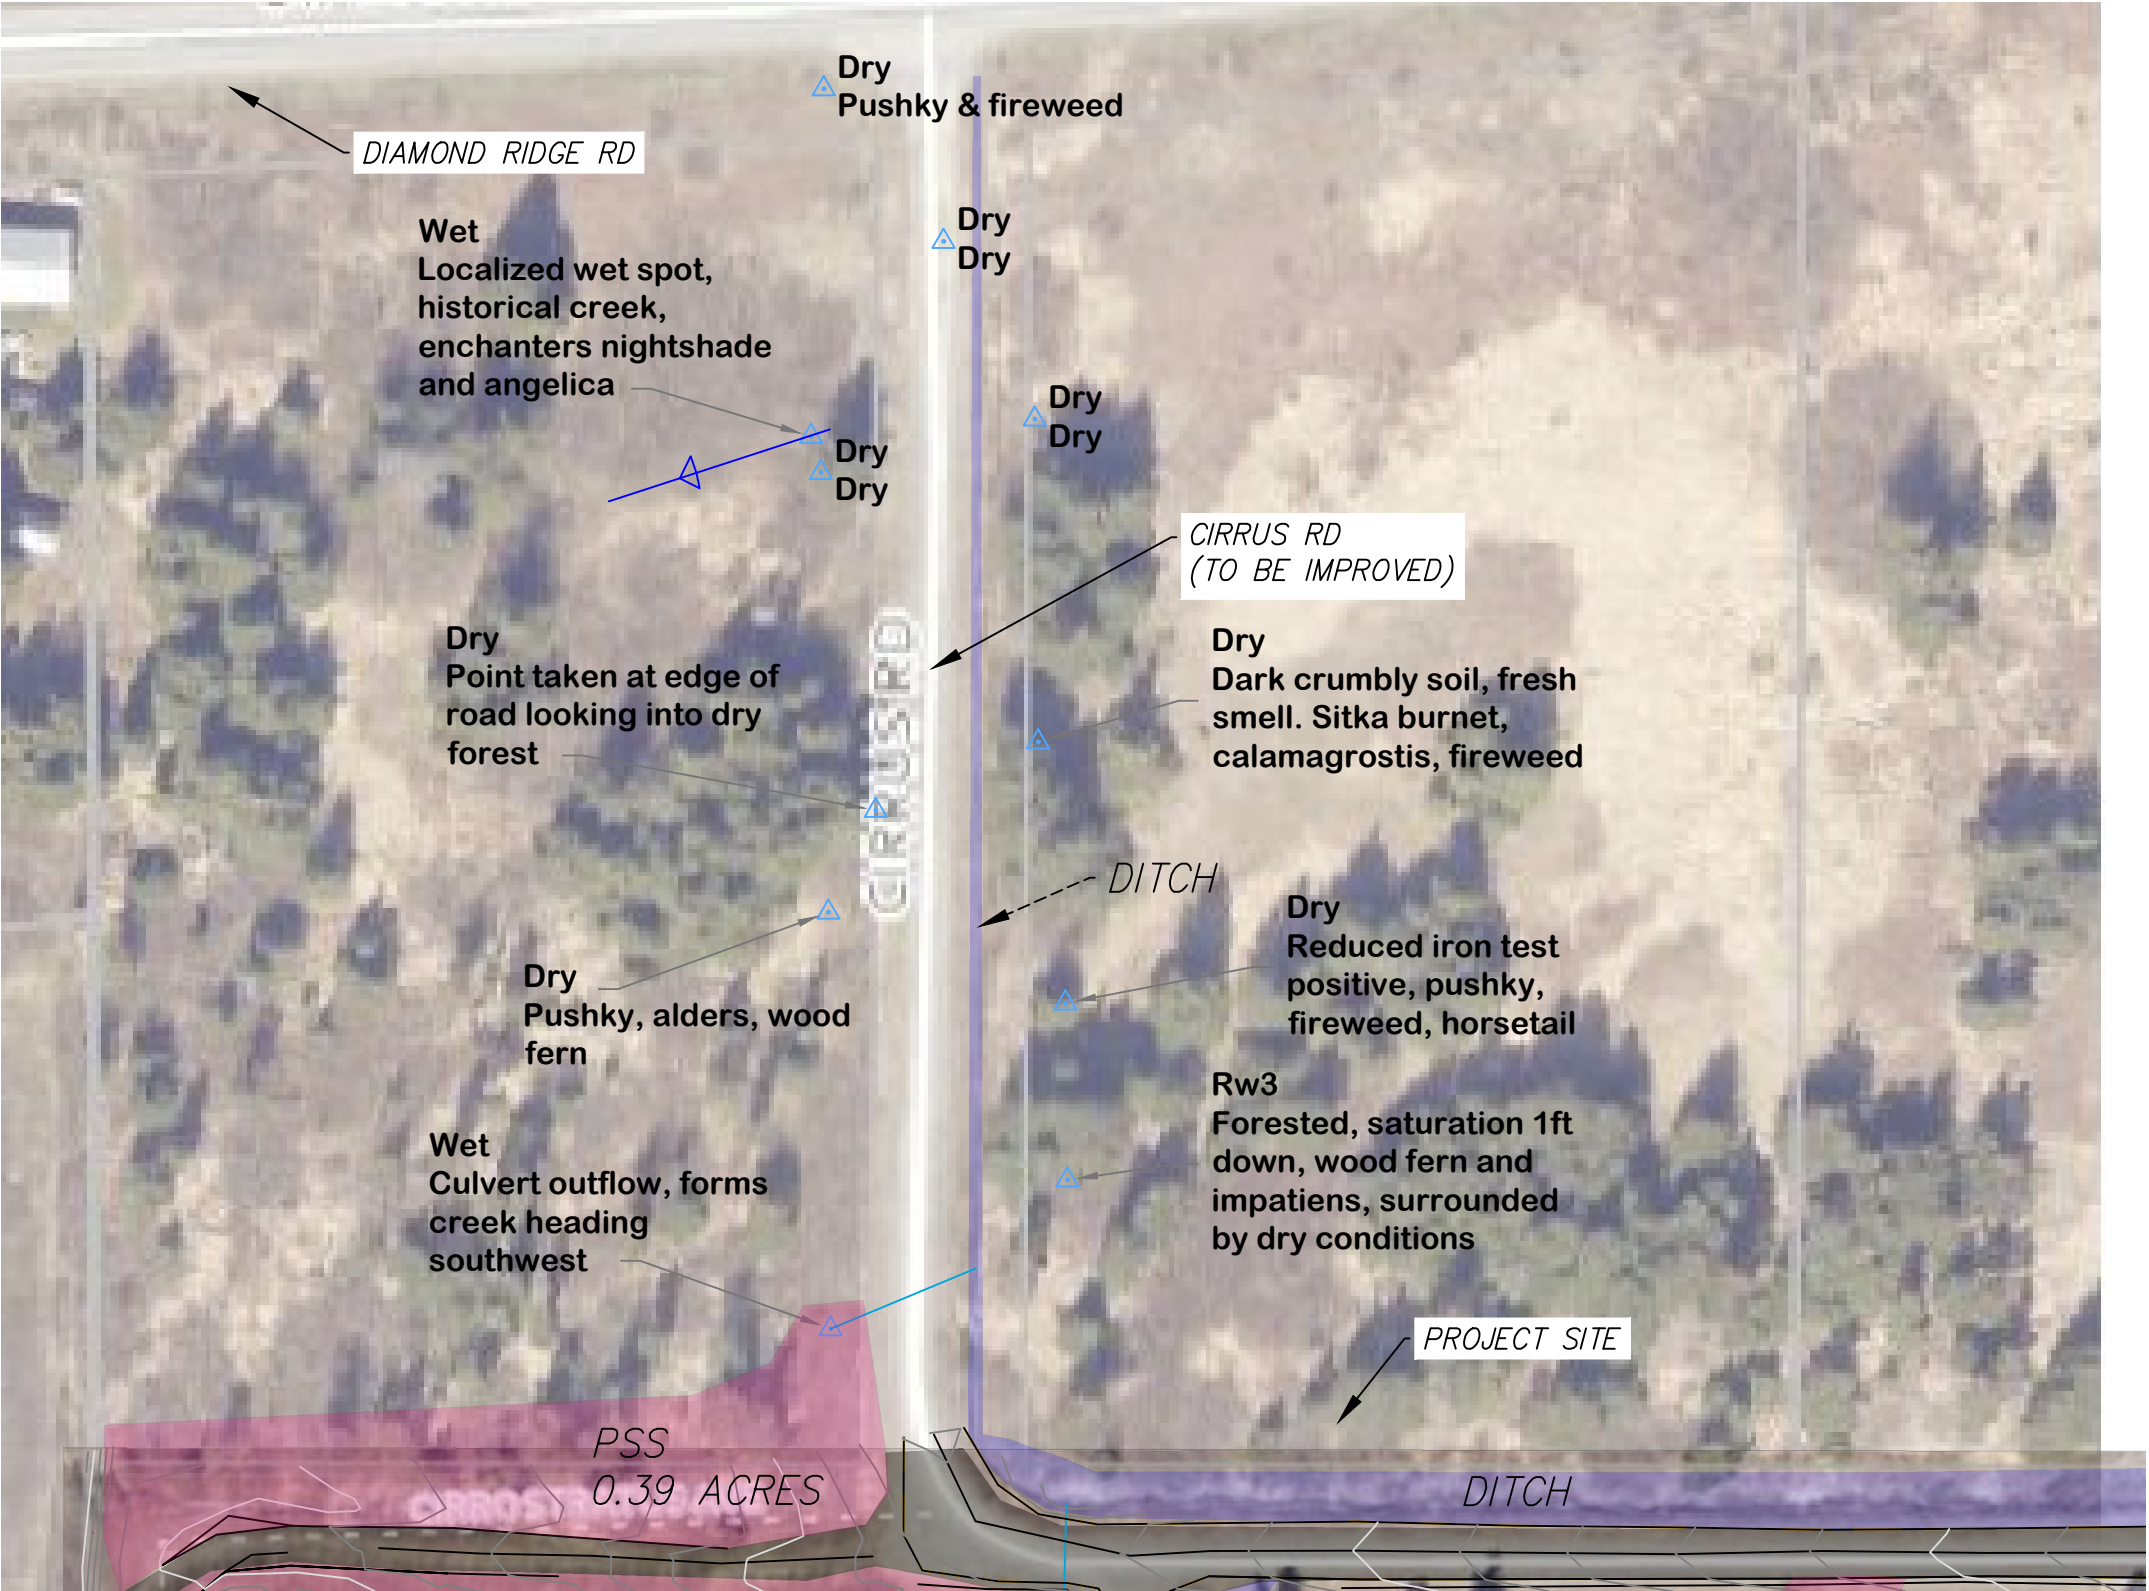 Dry
Pushky & fireweed
DIAMOND RIDGE RD
Dry
Dry
Wet
Localized wet spot,
historical creek,
enchanters nightshade
and angelica
Dry
Dry
Dry
Dry
CIRRUS RD
(TO BE IMPROVED)
Dry
Point taken at edge of
road looking into dry
forest
CIRRUS RD
Dry
Dark crumbly soil, fresh
smell. Sitka burnet,
calamagrostis, fireweed
DITCH
Dry
Reduced iron test
positive, pushky,
fireweed, horsetail
Dry
Pushky, alders, wood
fern
Rw3
Forested, saturation 1ft
down, wood fern and
impatiens, surrounded
by dry conditions
Wet
Culvert outflow, forms
creek heading
southwest
PROJECT SITE
PSS
0.39 ACRES
DITCH